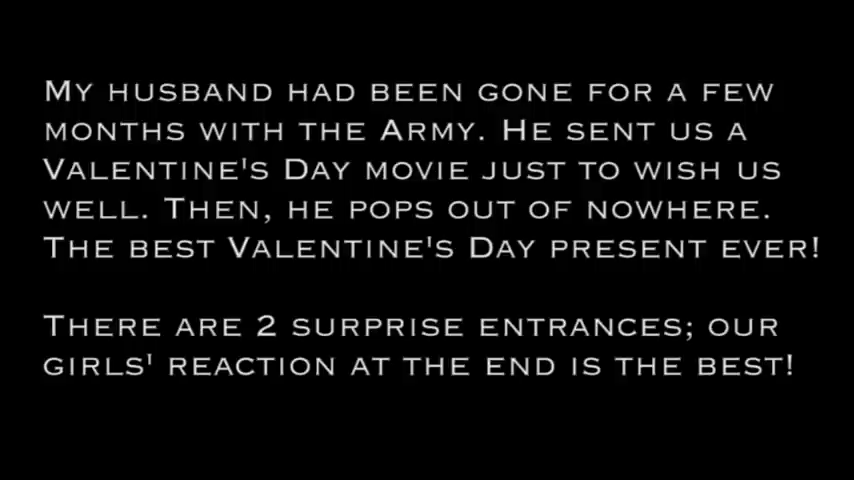 My husband had been gone for a few
months with the Army. He sent us a
Valentine's Day movie just to wish us
well. Then, he pops out of nowhere.
The best Valentine's Day present ever!
There are 2 surprise entrances; our
girls' reaction at the end is the best!